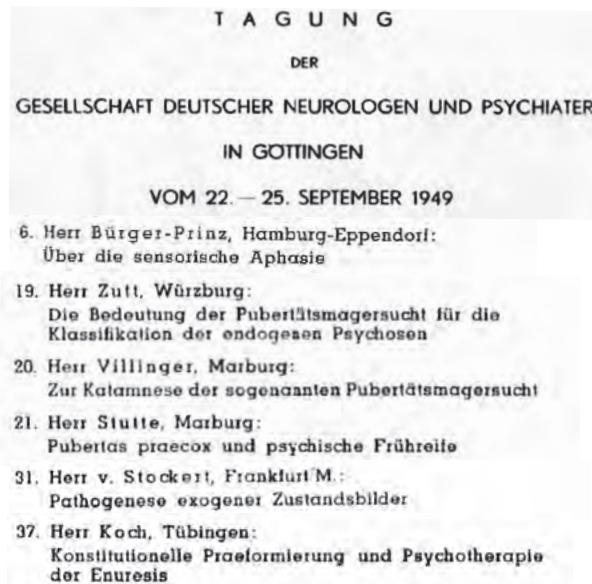 TAGUNG
DER
GESELLSCHAFT DEUTSCHER NEUROLOGEN UND PSYCHIATER
IN GÖTTINGEN
VOM 22. — 25. SEPTEMBER 1949
6. Herr Bürger-Prinz, Hamburg-Eppendorf:
Über die sensorische Aphasie
19. Herr Zutt, Würzburg:
Die Bedeutung der Pubertätsmagersucht für die
Klassifikation der endogenen Psychosen
20. Herr Villinger, Marburg:
Zur Katamnese der sogenannten Pubertätsmagersucht
21. Herr Stutte, Marburg:
Pubertas praecox und psychische Frühreife
31. Herr v. Stockert, Frankfurt M.:
Pathogenese exogener Zustandsbilder
37. Herr Koch, Tübingen:
Konstitutionelle Praeformierung und Psychotherapie
der Enuresis